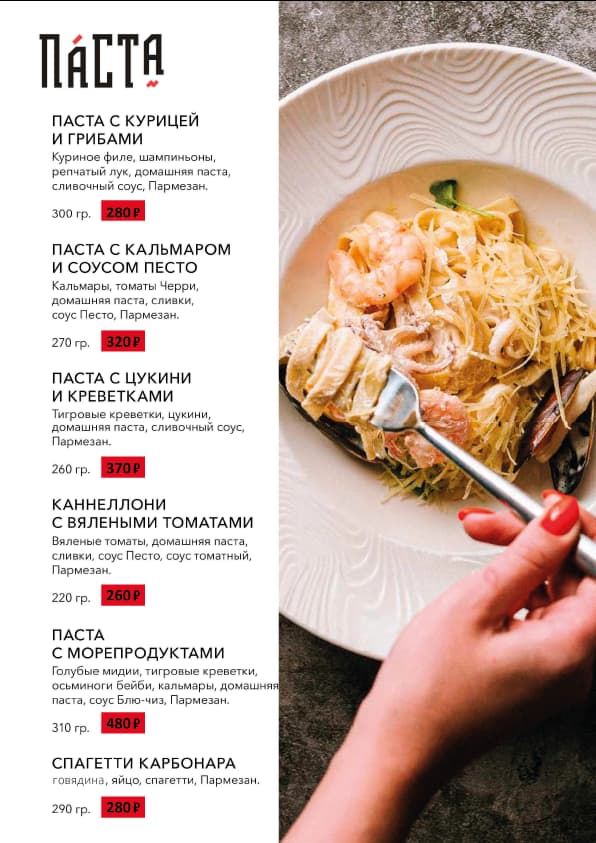 ПАСТА
ПАСТА С КУРИЦЕЙ
И ГРИБАМИ
Куриное филе, шампиньоны,
репчатый лук, домашняя паста,
сливочный соус, Пармезан.
300 гр. 280 ₽
ПАСТА С КАЛЬМАРОМ
И СОУСОМ ПЕСТО
Кальмары, томаты Черри,
домашняя паста, сливки,
соус Песто, Пармезан.
270 гр. 320 ₽
ПАСТА С ЦУКИНИ
И КРЕВЕТКАМИ
Тигровые креветки, цукини,
домашняя паста, сливочный соус,
Пармезан.
260 гр. 370 ₽
КАННЕЛЛОНИ
С ВЯЛЕНЫМИ ТОМАТАМИ
Вяленые томаты, домашняя паста,
сливки, соус Песто, соус томатный,
Пармезан.
220 гр. 260 ₽
ПАСТА
С МОРЕПРОДУКТАМИ
Голубые мидии, тигровые креветки,
осьминоги бейби, кальмары, домашняя
паста, соус Блю-чиз, Пармезан.
310 гр. 480 ₽
СПАГЕТТИ КАРБОНАРА
говядина, яйцо, спагетти, Пармезан.
290 гр. 280 ₽